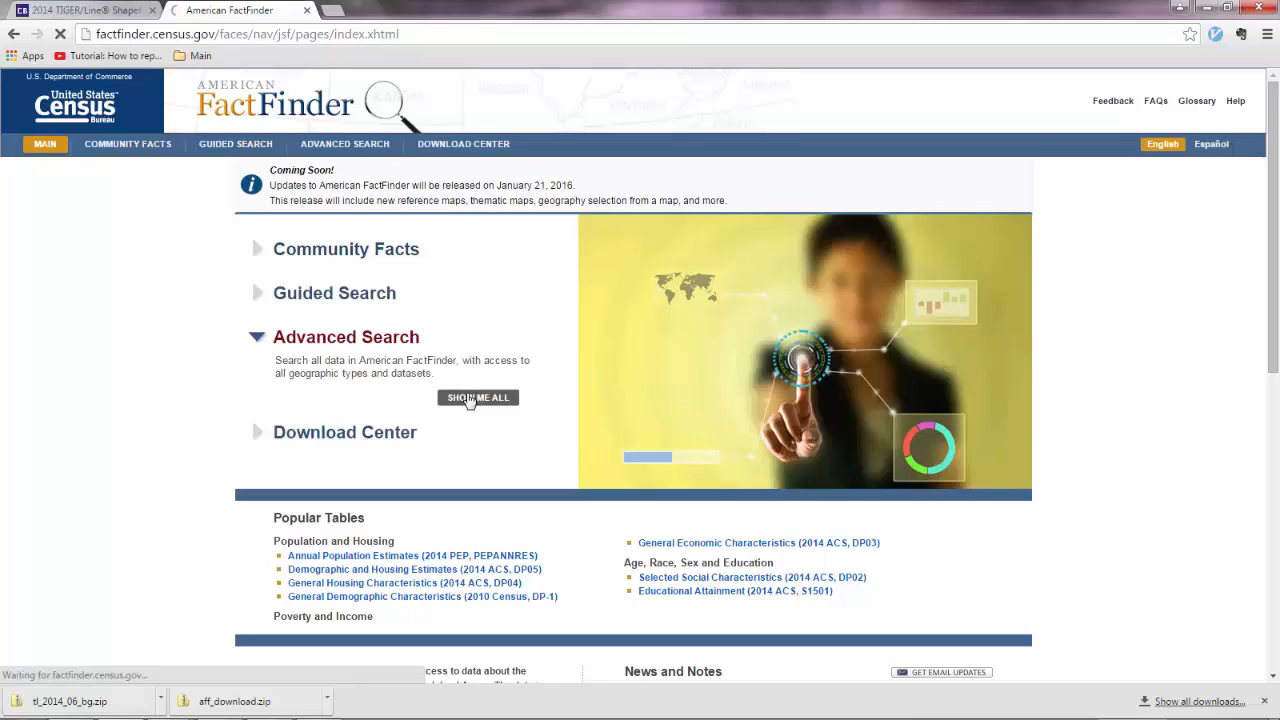 2014 TIGER/Line® Shapef
American FactFinder
factfinder.census.gov/faces/nav/jsf/pages/index.xhtml
Apps
Tutorial: How to rep...
Main
U.S. Department of Commerce
United States™
Census
Bureau
AMERICAN
FactFinder
Feedback FAQs Glossary Help
MAIN COMMUNITY FACTS GUIDED SEARCH ADVANCED SEARCH DOWNLOAD CENTER
English Español
Coming Soon!
Updates to American FactFinder will be released on January 21, 2016.
This release will include new reference maps, thematic maps, geography selection from a map, and more.
Community Facts
Guided Search
Advanced Search
Search all data in American FactFinder, with access to
all geographic types and datasets.
SHOW ME ALL
Download Center
Popular Tables
Population and Housing
Annual Population Estimates (2014 PEP, PEPANNRES)
Demographic and Housing Estimates (2014 ACS, DP05)
General Housing Characteristics (2014 ACS, DP04)
General Demographic Characteristics (2010 Census, DP-1)
Poverty and Income
General Economic Characteristics (2014 ACS, DP03)
Age, Race, Sex and Education
Selected Social Characteristics (2014 ACS, DP02)
Educational Attainment (2014 ACS, S1501)
cess to data about the
News and Notes
GET EMAIL UPDATES
Waiting for factfinder.census.gov...
tl_2014_06_bg.zip
aff_download.zip
Show all downloads...